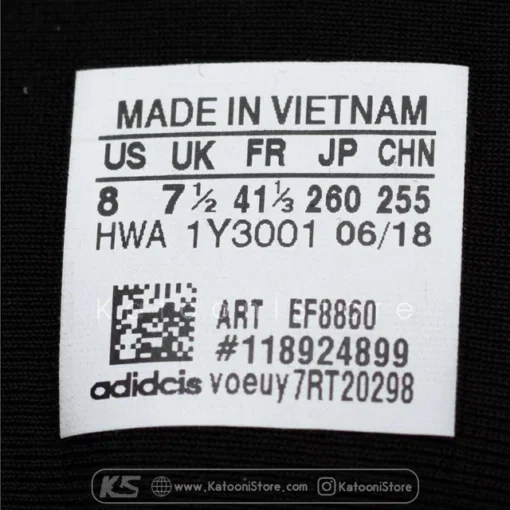 MADE IN VIETNAM
US UK FR JP CHN
8 7½ 41⅓ 260 255
HWA 1Y3001 06/18
ART EF8860
#118924899
adidcis voeuy7RT20298
KS www.KatooniStore.com KatooniStore